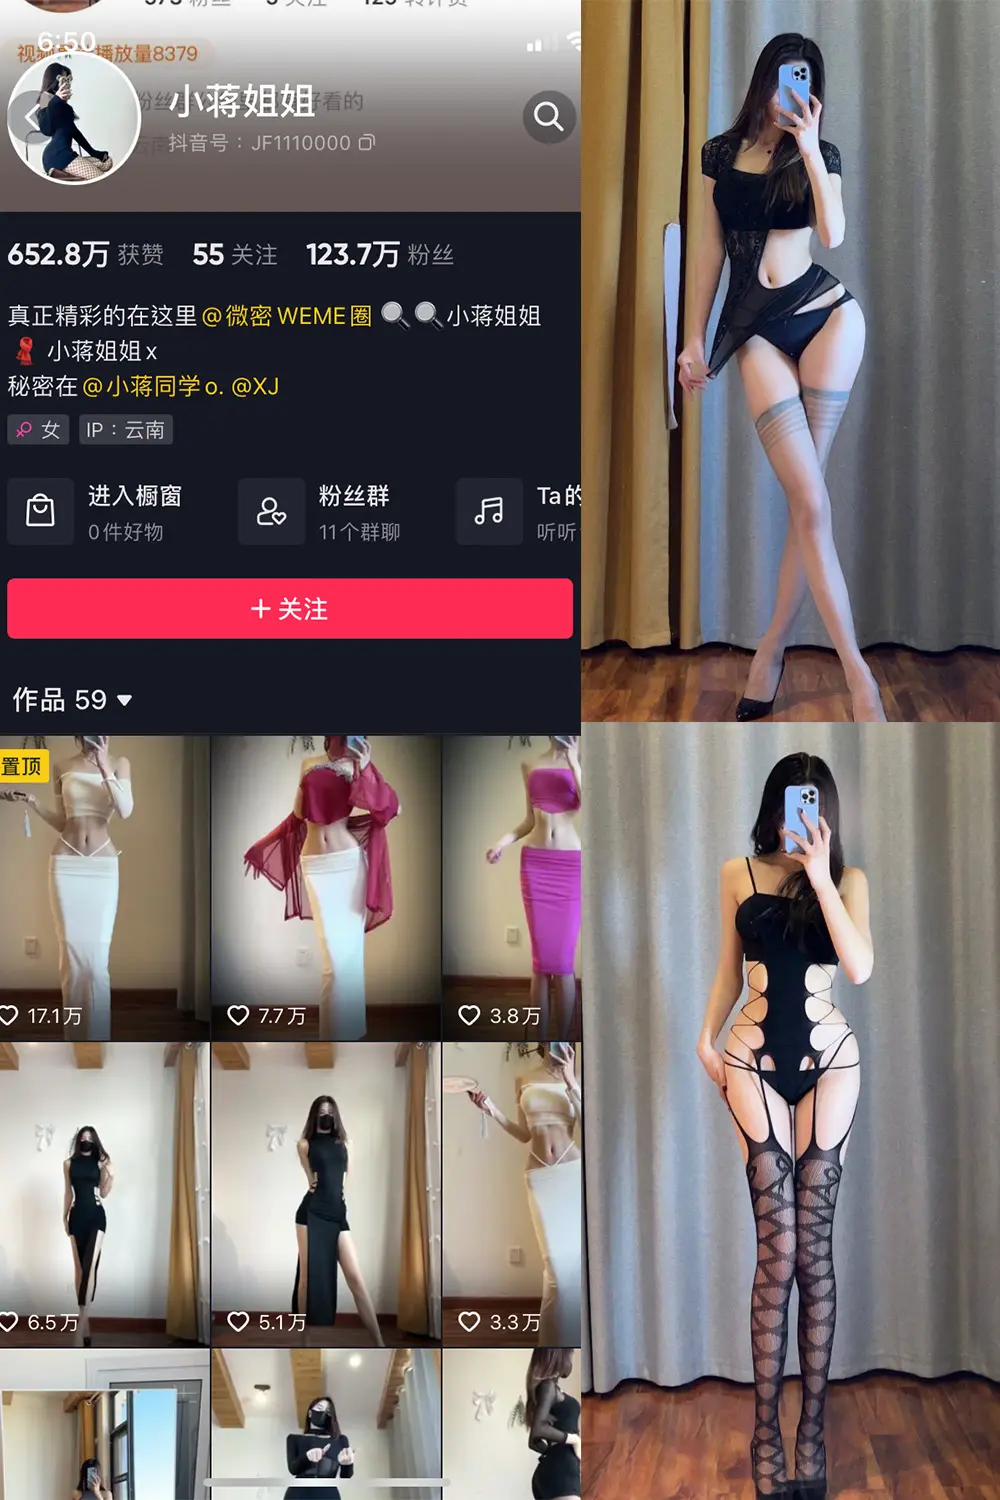 6:50
播放量8379
小蒋姐姐
抖音号：JF1110000
652.8万 获赞 55 关注 123.7万 粉丝
真正精彩的在这里@微密 WEME圈 小蒋姐姐
小蒋姐姐x
秘密在@小蒋同学o. @XJ
女 IP：云南
进入橱窗 粉丝群 Ta的
0件好物 11个群聊 听听
关注
作品 59
置顶
17.1万 7.7万 3.8万
6.5万 5.1万 3.3万